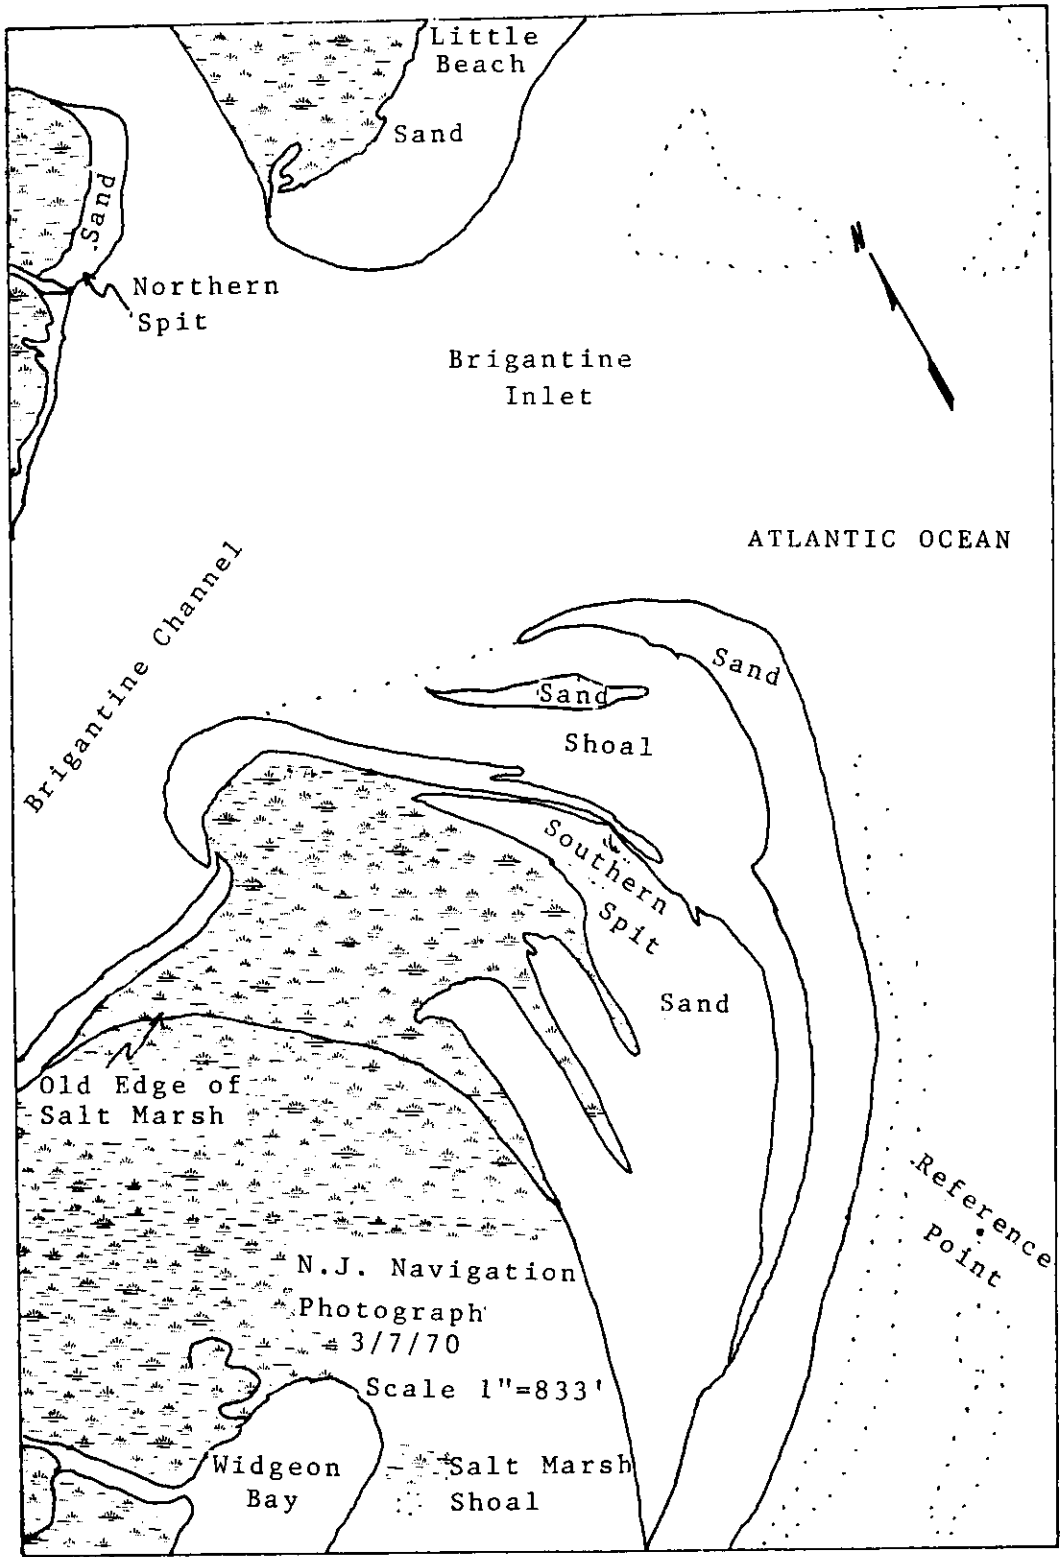 Little
Beach
Sand
Sand
Northern
Spit
N
Brigantine
Inlet
ATLANTIC OCEAN
Brigantine Channel
Sand
Sand
Shoal
Southern
Spit
Sand
Old Edge of
Salt Marsh
Reference
Point
N.J. Navigation
Photograph
3/7/70
Scale 1"=833'
Widgeon
Bay
Salt Marsh
Shoal